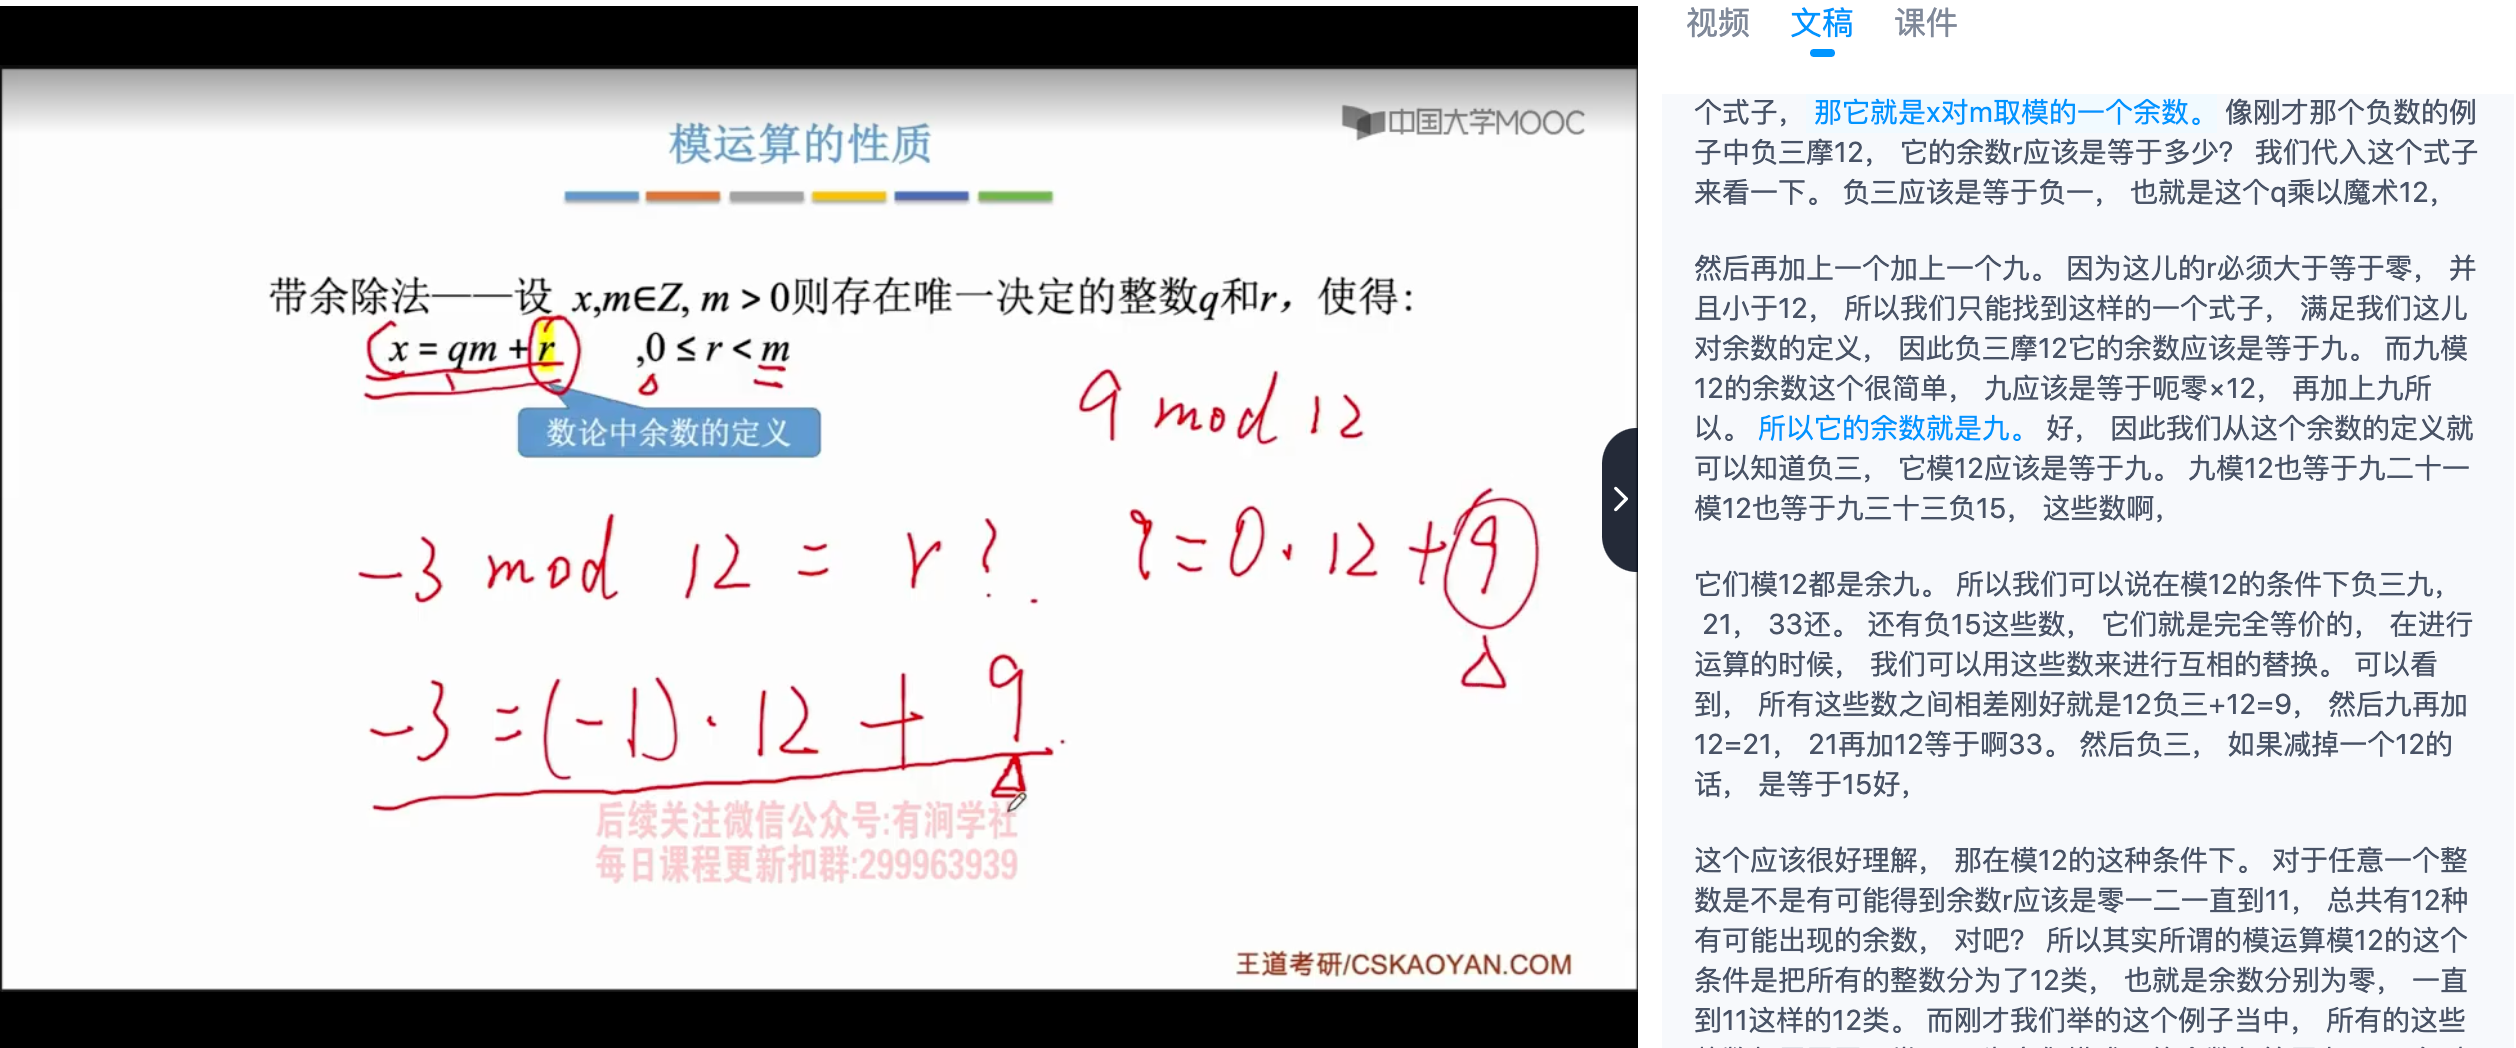 模运算的性质
中国大学MOOC
带余除法——设 x,m∈Z, m > 0则存在唯一决定的整数q和r，使得：
x = qm + r ,0 ≤ r < m
数论中余数的定义
9 mod 12
-3 mod 12 = r ?
9 = 0 · 12 + 9
-3 = (-1) · 12 + 9
后续关注微信公众号:有涧学社
每日课程更新扣群:299963939
王道考研/CSKAOYAN.COM
视频 文稿 课件
个式子， 那它就是x对m取模的一个余数。 像刚才那个负数的例
子中负三摩12， 它的余数r应该是等于多少？ 我们代入这个式子
来看一下。 负三应该是等于负一， 也就是这个q乘以魔术12，
然后再加上一个加上一个九。 因为这儿的r必须大于等于零， 并
且小于12， 所以我们只能找到这样的一个式子， 满足我们这儿
对余数的定义， 因此负三摩12它的余数应该是等于九。 而九模
12的余数这个很简单， 九应该是等于呃零×12， 再加上九所
以。 所以它的余数就是九。 好， 因此我们从这个余数的定义就
可以知道负三， 它模12应该是等于九。 九模12也等于九二十一
模12也等于九三十三负15， 这些数啊，
它们模12都是余九。 所以我们可以说在模12的条件下负三九，
21， 33还。 还有负15这些数， 它们就是完全等价的， 在进行
运算的时候， 我们可以用这些数来进行互相的替换。 可以看
到， 所有这些数之间相差刚好就是12负三+12=9， 然后九再加
12=21， 21再加12等于啊33。 然后负三， 如果减掉一个12的
话， 是等于15好，
这个应该很好理解， 那在模12的这种条件下。 对于任意一个整
数是不是有可能得到余数r应该是零一二一直到11， 总共有12种
有可能出现的余数， 对吧？ 所以其实所谓的模运算模12的这个
条件是把所有的整数分为了12类， 也就是余数分别为零， 一直
到11这样的12类。 而刚才我们举的这个例子当中， 所有的这些